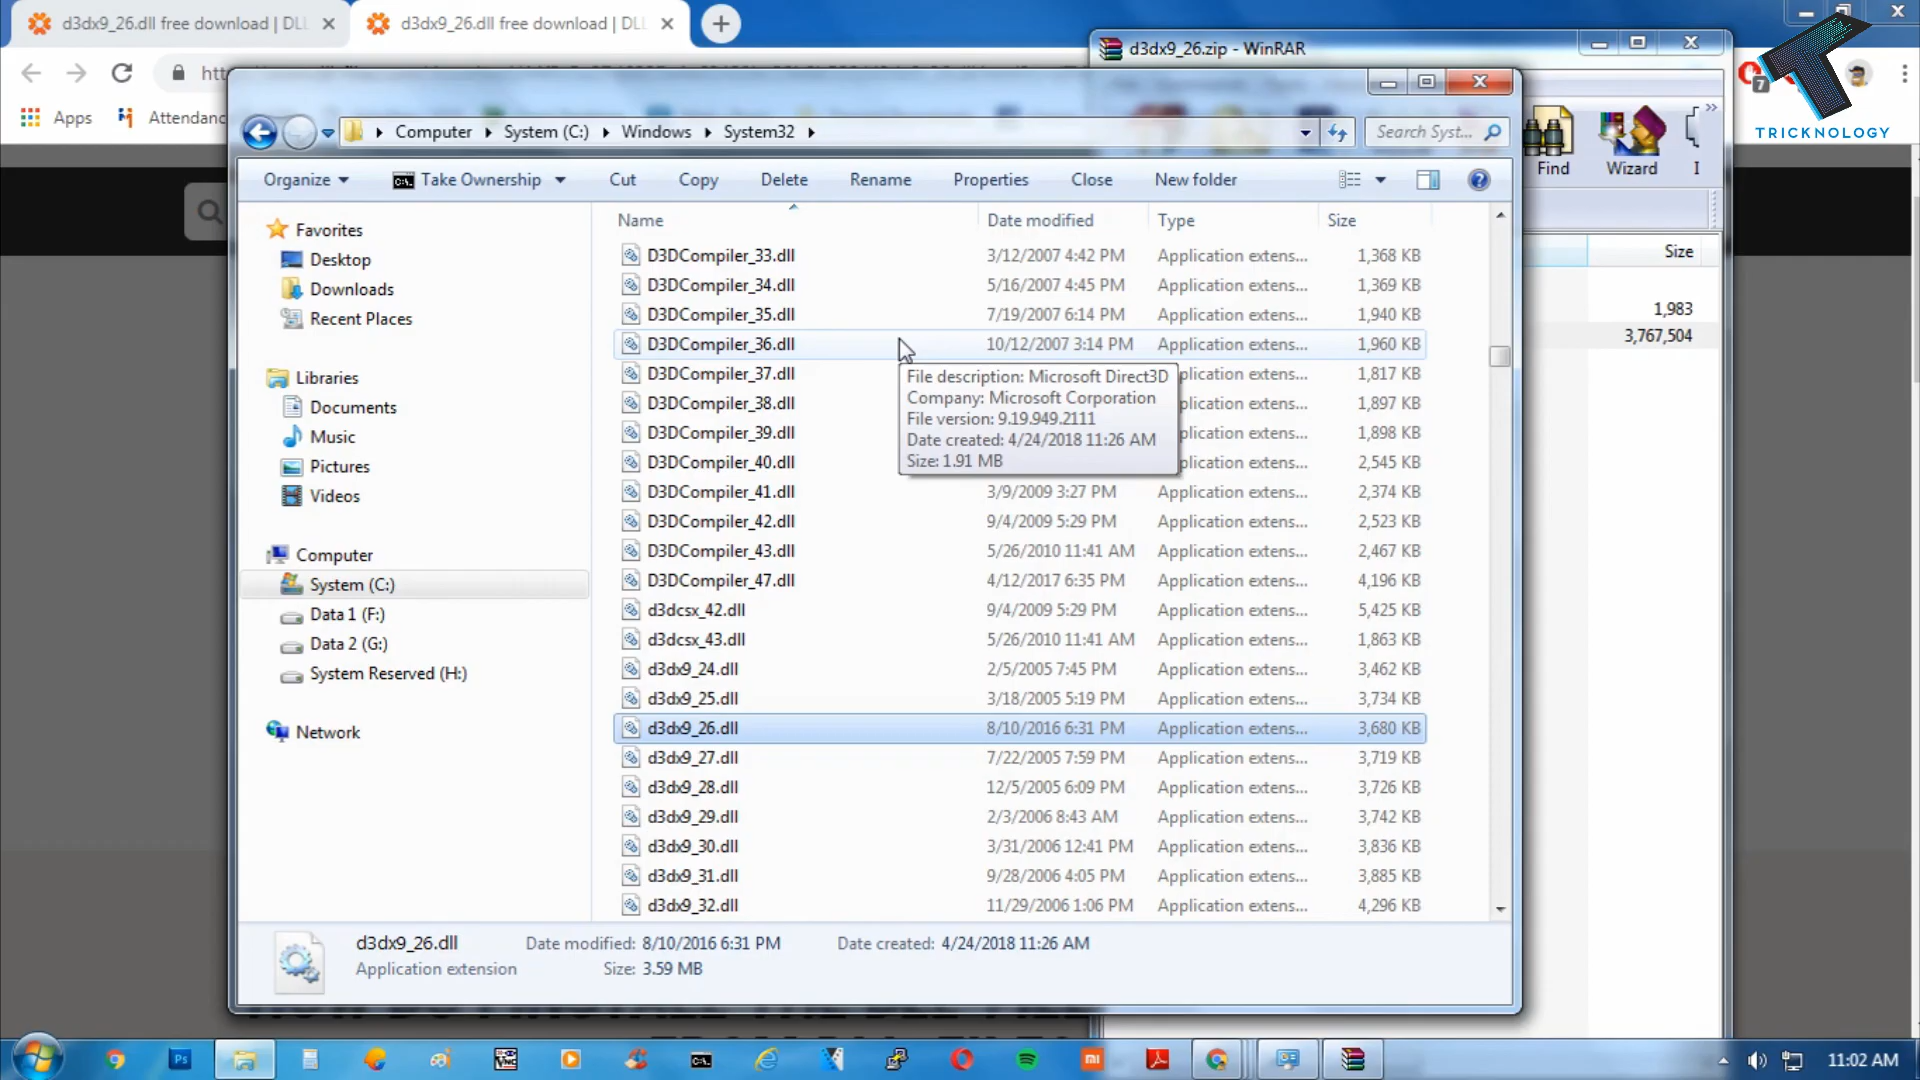 d3dx9_26.dll free download | DL
d3dx9_26.dll free download | DL
d3dx9_26.zip - WinRAR
7
TRICKNOLOGY
Apps
Attendanc
Computer
System (C:)
Windows
System32
Search Syst...
Find
Wizard
Organize
Take Ownership
Cut
Copy
Delete
Rename
Properties
Close
New folder
Name
Date modified
Type
Size
Size
1,983
3,767,504
Favorites
Desktop
Downloads
Recent Places
Libraries
Documents
Music
Pictures
Videos
Computer
System (C:)
Data 1 (F:)
Data 2 (G:)
System Reserved (H:)
Network
D3DCompiler_33.dll 3/12/2007 4:42 PM Application extens... 1,368 KB
D3DCompiler_34.dll 5/16/2007 4:45 PM Application extens... 1,369 KB
D3DCompiler_35.dll 7/19/2007 6:14 PM Application extens... 1,940 KB
D3DCompiler_36.dll 10/12/2007 3:14 PM Application extens... 1,960 KB
D3DCompiler_37.dll plication extens... 1,817 KB
D3DCompiler_38.dll plication extens... 1,897 KB
D3DCompiler_39.dll plication extens... 1,898 KB
D3DCompiler_40.dll plication extens... 2,545 KB
D3DCompiler_41.dll 3/9/2009 3:27 PM Application extens... 2,374 KB
D3DCompiler_42.dll 9/4/2009 5:29 PM Application extens... 2,523 KB
D3DCompiler_43.dll 5/26/2010 11:41 AM Application extens... 2,467 KB
D3DCompiler_47.dll 4/12/2017 6:35 PM Application extens... 4,196 KB
d3dcsx_42.dll 9/4/2009 5:29 PM Application extens... 5,425 KB
d3dcsx_43.dll 5/26/2010 11:41 AM Application extens... 1,863 KB
d3dx9_24.dll 2/5/2005 7:45 PM Application extens... 3,462 KB
d3dx9_25.dll 3/18/2005 5:19 PM Application extens... 3,734 KB
d3dx9_26.dll 8/10/2016 6:31 PM Application extens... 3,680 KB
d3dx9_27.dll 7/22/2005 7:59 PM Application extens... 3,719 KB
d3dx9_28.dll 12/5/2005 6:09 PM Application extens... 3,726 KB
d3dx9_29.dll 2/3/2006 8:43 AM Application extens... 3,742 KB
d3dx9_30.dll 3/31/2006 12:41 PM Application extens... 3,836 KB
d3dx9_31.dll 9/28/2006 4:05 PM Application extens... 3,885 KB
d3dx9_32.dll 11/29/2006 1:06 PM Application extens... 4,296 KB
File description: Microsoft Direct3D
Company: Microsoft Corporation
File version: 9.19.949.2111
Date created: 4/24/2018 11:26 AM
Size: 1.91 MB
d3dx9_26.dll Date modified: 8/10/2016 6:31 PM Date created: 4/24/2018 11:26 AM
Application extension Size: 3.59 MB
Ps
11:02 AM